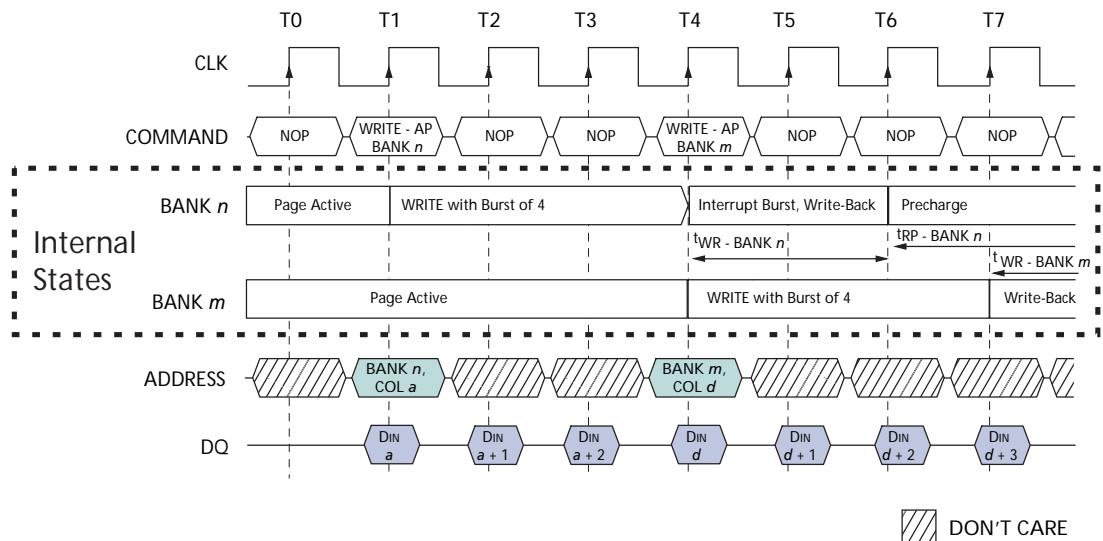 T0 T1 T2 T3 T4 T5 T6 T7
CLK
COMMAND NOP WRITE - AP BANK n NOP NOP WRITE - AP BANK m NOP NOP NOP
BANK n Page Active WRITE with Burst of 4 Interrupt Burst, Write-Back Precharge
Internal States
tWR - BANK n tRP - BANK n
t WR - BANK m
BANK m Page Active WRITE with Burst of 4 Write-Back
ADDRESS BANK n, COL a BANK m, COL d
DQ DIN a DIN a + 1 DIN a + 2 DIN d DIN d + 1 DIN d + 2 DIN d + 3
DON'T CARE